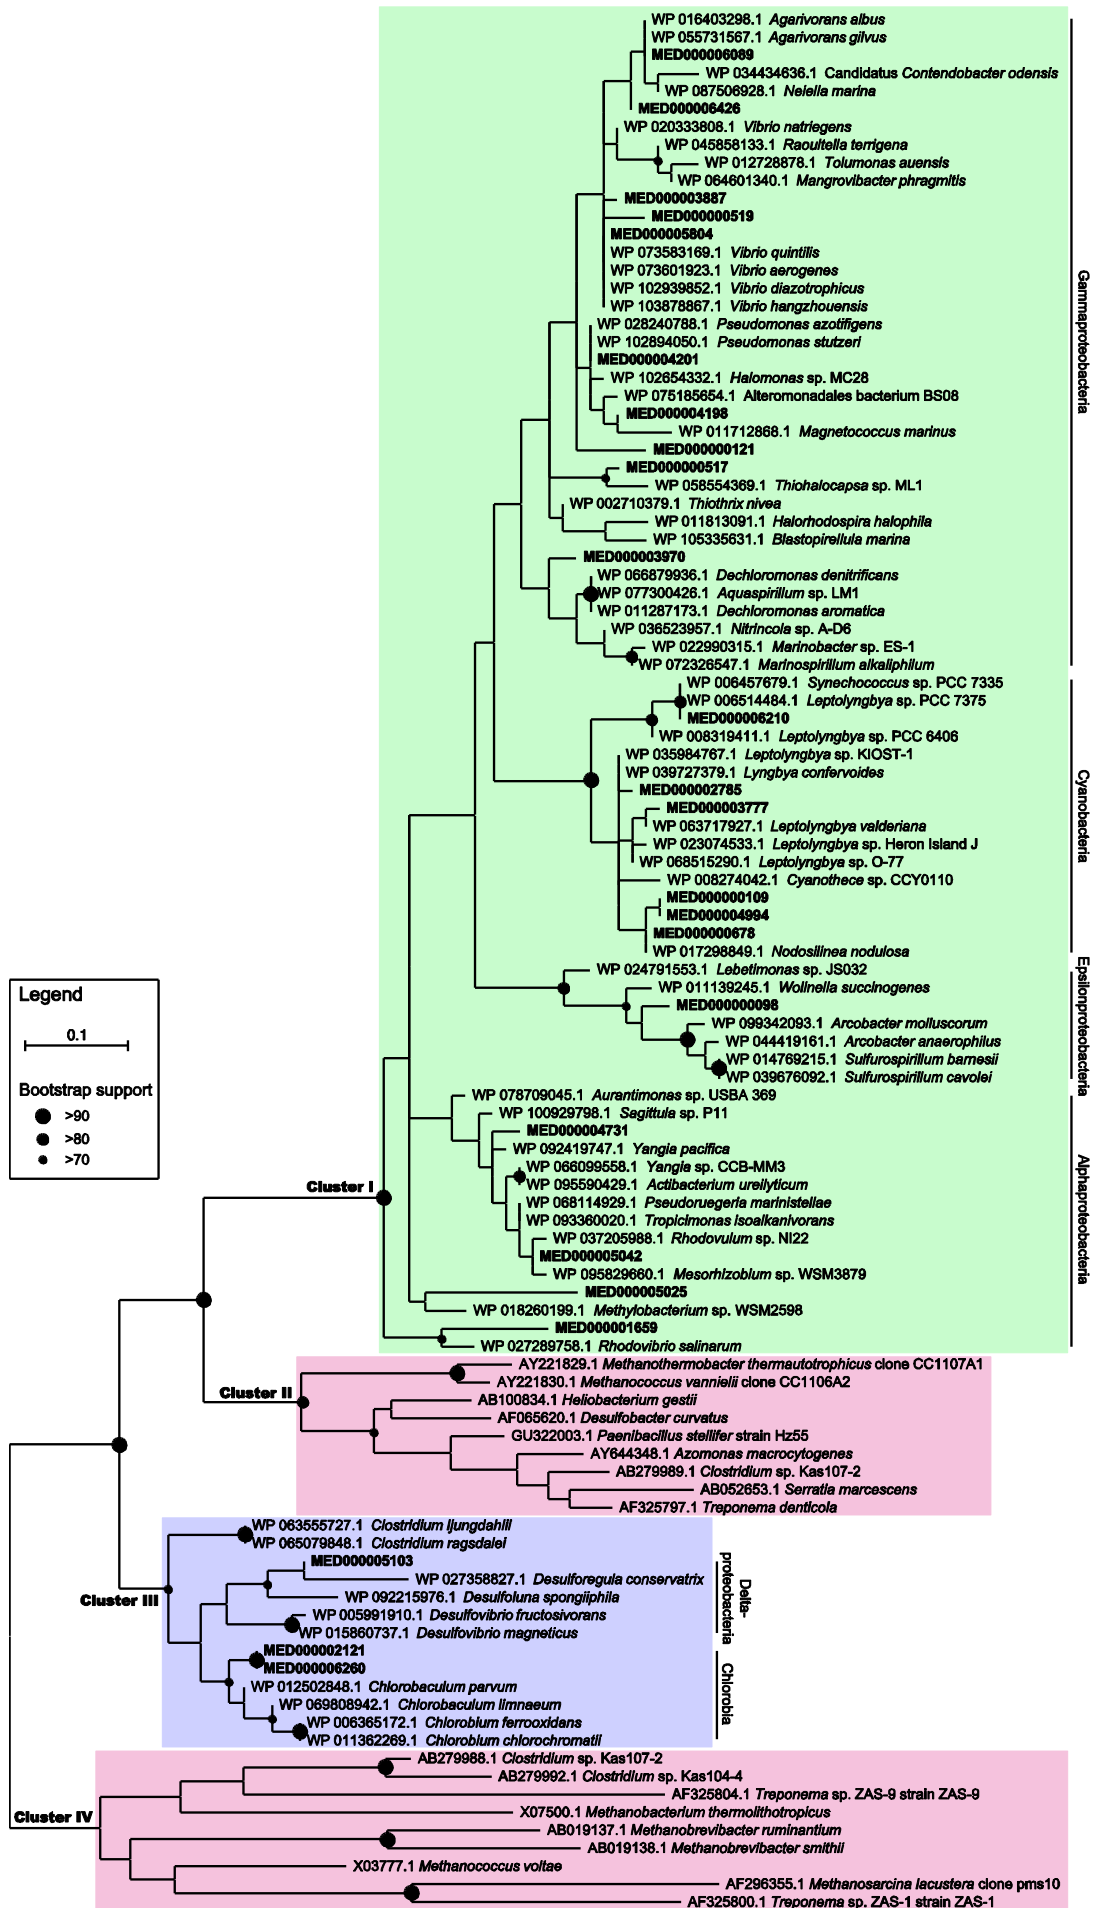 WP 016403298.1 Agarivorans albus
WP 055731567.1 Agarivorans gilvus
MED000006089
WP 034434636.1 Candidatus Contendobacter odensis
WP 087506928.1 Neiella marina
MED000006426
WP 020333808.1 Vibrio natriegens
WP 045858133.1 Raoultella terrigena
WP 012728878.1 Tolumonas auensis
WP 064601340.1 Mangrovibacter phragmitis
MED000003887
MED000000519
MED000005804
WP 073583169.1 Vibrio quintilis
WP 073601923.1 Vibrio aerogenes
WP 102939852.1 Vibrio diazotrophicus
WP 103878867.1 Vibrio hangzhouensis
WP 028240788.1 Pseudomonas azotifigens
WP 102894050.1 Pseudomonas stutzeri
MED000004201
WP 102654332.1 Halomonas sp. MC28
WP 075185654.1 Alteromonadales bacterium BS08
MED000004198
WP 011712868.1 Magnetococcus marinus
MED000000121
MED000000517
WP 058554369.1 Thiohalocapsa sp. ML1
WP 002710379.1 Thiothrix nivea
WP 011813091.1 Halorhodospira halophila
WP 105335631.1 Blastopirellula marina
MED000003970
WP 066879936.1 Dechloromonas denitrificans
WP 077300426.1 Aquaspirillum sp. LM1
WP 011287173.1 Dechloromonas aromatica
WP 036523957.1 Nitrincola sp. A-D6
WP 022990315.1 Marinobacter sp. ES-1
WP 072326547.1 Marinospirillum alkaliphilum
Gammaproteobacteria
WP 006457679.1 Synechococcus sp. PCC 7335
WP 006514484.1 Leptolyngbya sp. PCC 7375
MED000006210
WP 008319411.1 Leptolyngbya sp. PCC 6406
WP 035984767.1 Leptolyngbya sp. KIOST-1
WP 039727379.1 Lyngbya confervoides
MED000002785
MED000003777
WP 063717927.1 Leptolyngbya valderiana
WP 023074533.1 Leptolyngbya sp. Heron Island J
WP 068515290.1 Leptolyngbya sp. O-77
WP 008274042.1 Cyanothece sp. CCY0110
MED000000109
MED000004994
MED000000678
WP 017298849.1 Nodosilinea nodulosa
Cyanobacteria
WP 024791553.1 Lebetimonas sp. JS032
WP 011139245.1 Wolinella succinogenes
MED000000098
WP 099342093.1 Arcobacter molluscorum
WP 044419161.1 Arcobacter anaerophilus
WP 014769215.1 Sulfurospirillum barnesii
WP 039676092.1 Sulfurospirillum cavolei
Epsilonproteobacteria
Legend
0.1
Bootstrap support
>90
>80
>70
WP 078709045.1 Aurantimonas sp. USBA 369
WP 100929798.1 Sagittula sp. P11
MED000004731
WP 092419747.1 Yangia pacifica
WP 066099558.1 Yangia sp. CCB-MM3
WP 095590429.1 Actibacterium ureilyticum
WP 068114929.1 Pseudoruegeria marinistellae
WP 093360020.1 Tropicimonas isoalkanivorans
WP 037205988.1 Rhodovulum sp. NI22
MED000005042
WP 095829660.1 Mesorhizobium sp. WSM3879
MED000005025
WP 018260199.1 Methylobacterium sp. WSM2598
MED000001659
WP 027289758.1 Rhodovibrio salinarum
Alphaproteobacteria
Cluster I
AY221829.1 Methanothermobacter thermautotrophicus clone CC1107A1
AY221830.1 Methanococcus vannielii clone CC1106A2
AB100834.1 Heliobacterium gestii
AF065620.1 Desulfobacter curvatus
GU322003.1 Paenibacillus stellifer strain Hz55
AY644348.1 Azomonas macrocytogenes
AB279989.1 Clostridium sp. Kas107-2
AB052653.1 Serratia marcescens
AF325797.1 Treponema denticola
Cluster II
WP 063555727.1 Clostridium ljungdahlii
WP 065079848.1 Clostridium ragsdalei
MED000005103
WP 027358827.1 Desulforegula conservatrix
WP 092215976.1 Desulfoluna spongiiphila
WP 005991910.1 Desulfovibrio fructosivorans
WP 015860737.1 Desulfovibrio magneticus
Delta-
proteobacteria
Cluster III
MED000002121
MED000006260
WP 012502848.1 Chlorobaculum parvum
WP 069808942.1 Chlorobaculum limnaeum
WP 006365172.1 Chlorobium ferrooxidans
WP 011362269.1 Chlorobium chlorochromatii
Chlorobia
AB279988.1 Clostridium sp. Kas107-2
AB279992.1 Clostridium sp. Kas104-4
AF325804.1 Treponema sp. ZAS-9 strain ZAS-9
X07500.1 Methanobacterium thermolithotropicus
AB019137.1 Methanobrevibacter ruminantium
AB019138.1 Methanobrevibacter smithii
X03777.1 Methanococcus voltae
AF296355.1 Methanosarcina lacustera clone pms10
AF325800.1 Treponema sp. ZAS-1 strain ZAS-1
Cluster IV